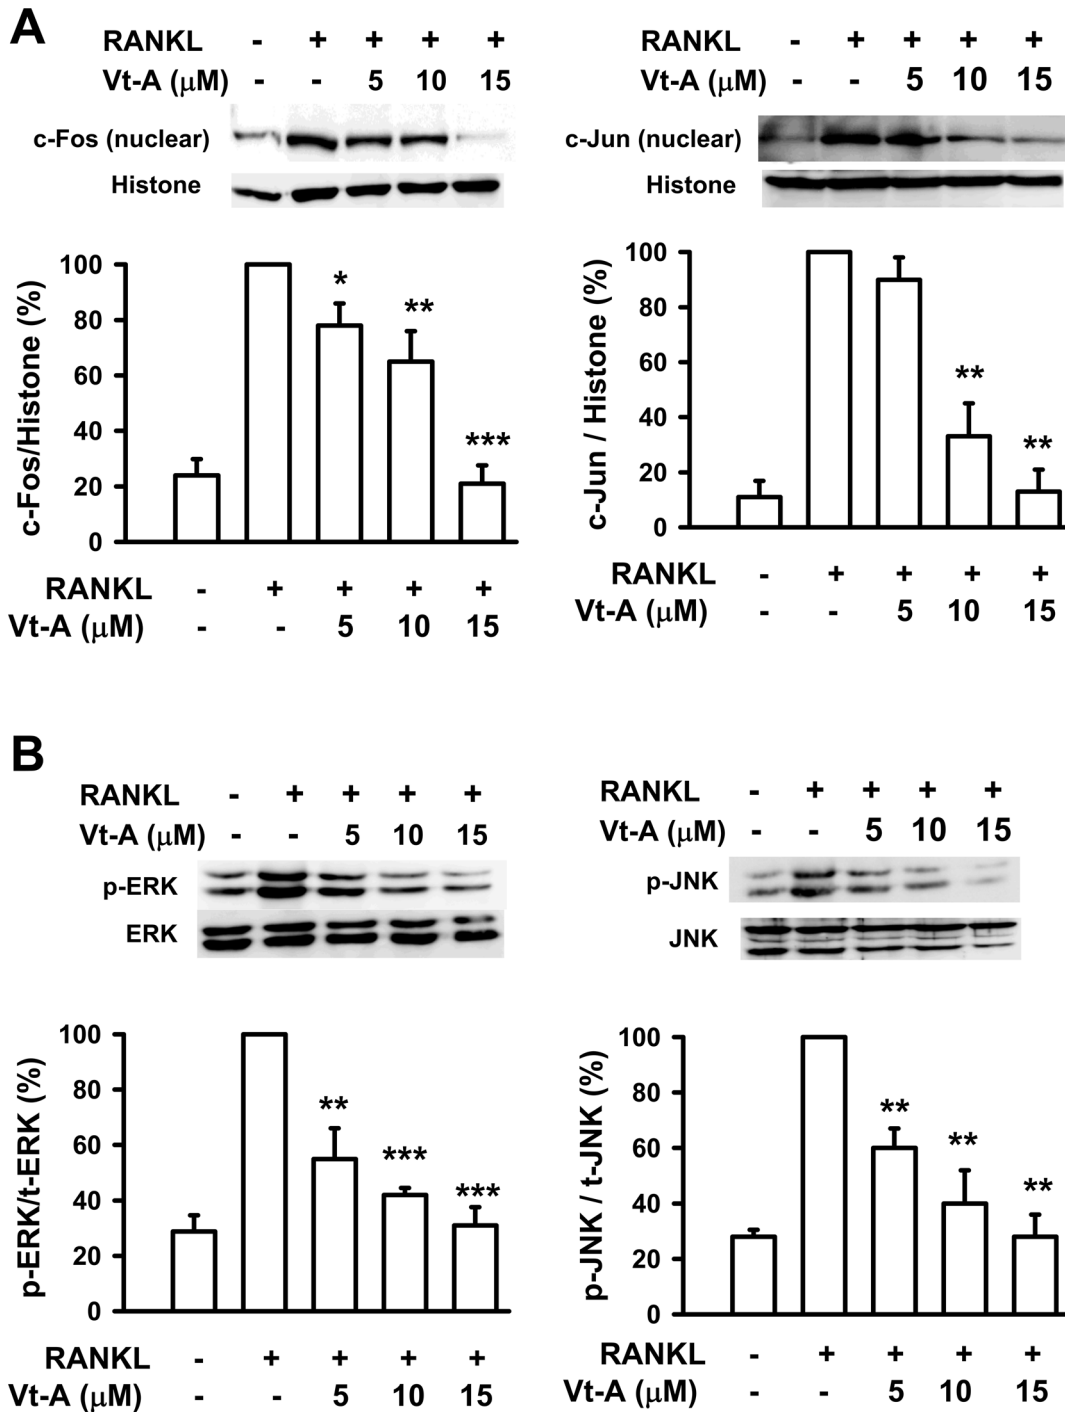 A
RANKL - + + + +
Vt-A (μM) - - 5 10 15
c-Fos (nuclear)
Histone
100
80
60
40
20
0
c-Fos/Histone (%)
*
**
***
RANKL - + + + +
Vt-A (μM) - - 5 10 15
RANKL - + + + +
Vt-A (μM) - - 5 10 15
c-Jun (nuclear)
Histone
100
80
60
40
20
0
c-Jun / Histone (%)
**
**
RANKL - + + + +
Vt-A (μM) - - 5 10 15
B
RANKL - + + + +
Vt-A (μM) - - 5 10 15
p-ERK
ERK
100
80
60
40
20
0
p-ERK/t-ERK (%)
**
***
***
RANKL - + + + +
Vt-A (μM) - - 5 10 15
RANKL - + + + +
Vt-A (μM) - - 5 10 15
p-JNK
JNK
100
80
60
40
20
0
p-JNK / t-JNK (%)
**
**
**
RANKL - + + + +
Vt-A (μM) - - 5 10 15